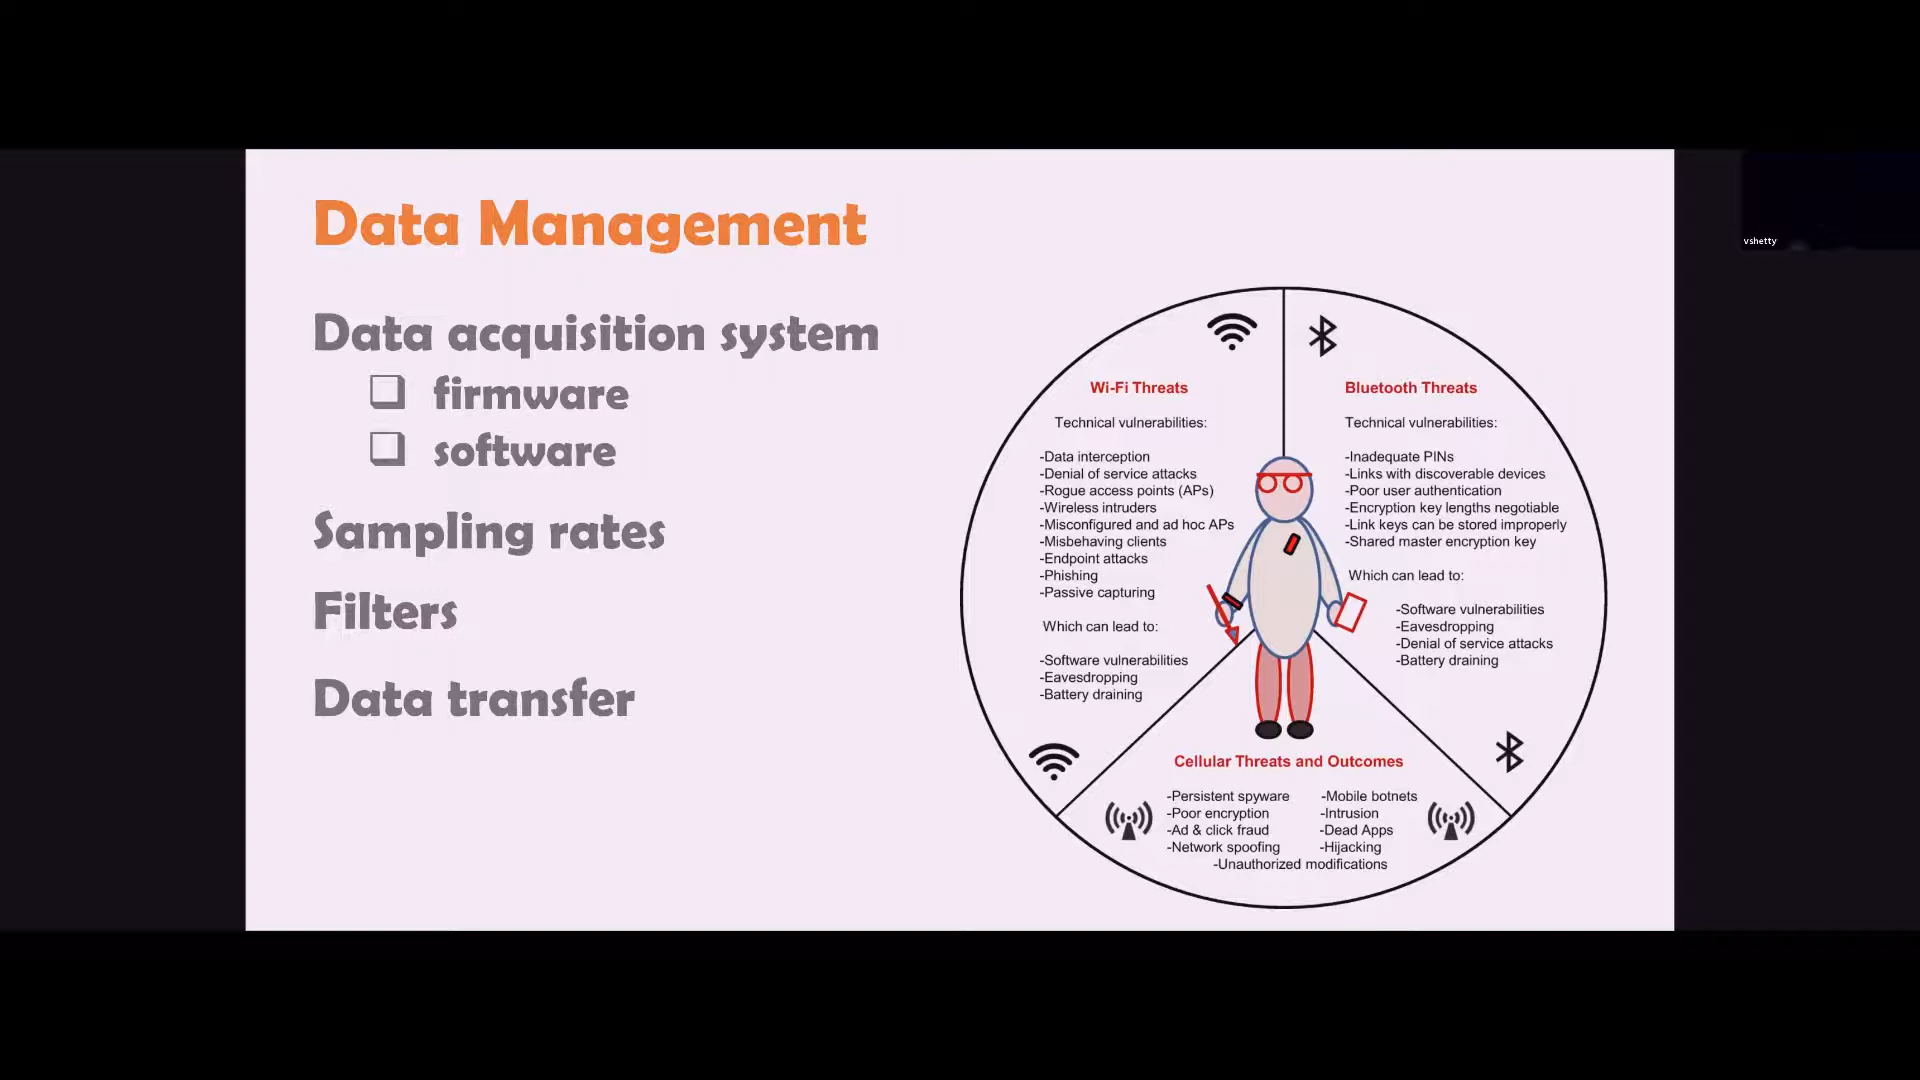 Data Management
Data acquisition system
firmware
software
Sampling rates
Filters
Data transfer
Wi-Fi Threats
Technical vulnerabilities:
-Data interception
-Denial of service attacks
-Rogue access points (APs)
-Wireless intruders
-Misconfigured and ad hoc APs
-Misbehaving clients
-Endpoint attacks
-Phishing
-Passive capturing
Which can lead to:
-Software vulnerabilities
-Eavesdropping
-Battery draining
Bluetooth Threats
Technical vulnerabilities:
-Inadequate PINs
-Links with discoverable devices
-Poor user authentication
-Encryption key lengths negotiable
-Link keys can be stored improperly
-Shared master encryption key
Which can lead to:
-Software vulnerabilities
-Eavesdropping
-Denial of service attacks
-Battery draining
Cellular Threats and Outcomes
-Persistent spyware -Mobile botnets
-Poor encryption -Intrusion
-Ad & click fraud -Dead Apps
-Network spoofing -Hijacking
-Unauthorized modifications
vshetty